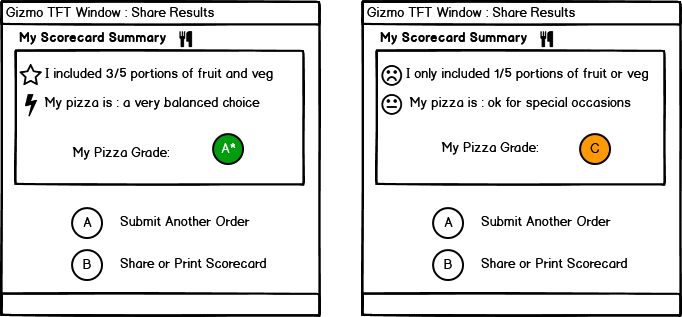 Gizmo TFT Window : Share Results
My Scorecard Summary
I included 3/5 portions of fruit and veg
My pizza is : a very balanced choice
My Pizza Grade:
A*
A
Submit Another Order
B
Share or Print Scorecard
Gizmo TFT Window : Share Results
My Scorecard Summary
I only included 1/5 portions of fruit or veg
My pizza is : ok for special occasions
My Pizza Grade:
C
A
Submit Another Order
B
Share or Print Scorecard